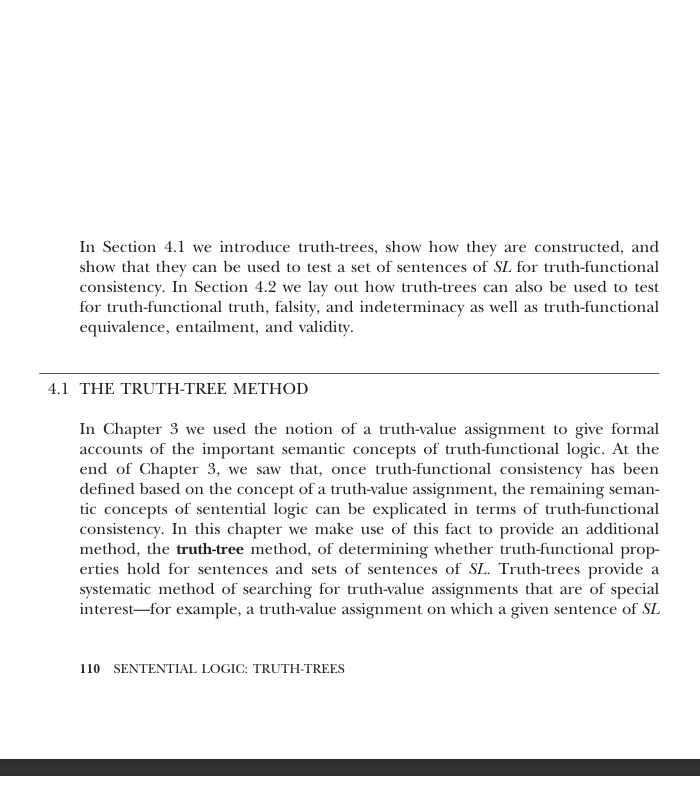 In Section 4.1 we introduce truth-trees, show how they are constructed, and
show that they can be used to test a set of sentences of SL for truth-functional
consistency. In Section 4.2 we lay out how truth-trees can also be used to test
for truth-functional truth, falsity, and indeterminacy as well as truth-functional
equivalence, entailment, and validity.
4.1 THE TRUTH-TREE METHOD
In Chapter 3 we used the notion of a truth-value assignment to give formal
accounts of the important semantic concepts of truth-functional logic. At the
end of Chapter 3, we saw that, once truth-functional consistency has been
defined based on the concept of a truth-value assignment, the remaining seman-
tic concepts of sentential logic can be explicated in terms of truth-functional
consistency. In this chapter we make use of this fact to provide an additional
method, the truth-tree method, of determining whether truth-functional prop-
erties hold for sentences and sets of sentences of SL. Truth-trees provide a
systematic method of searching for truth-value assignments that are of special
interest—for example, a truth-value assignment on which a given sentence of SL
110 SENTENTIAL LOGIC: TRUTH-TREES